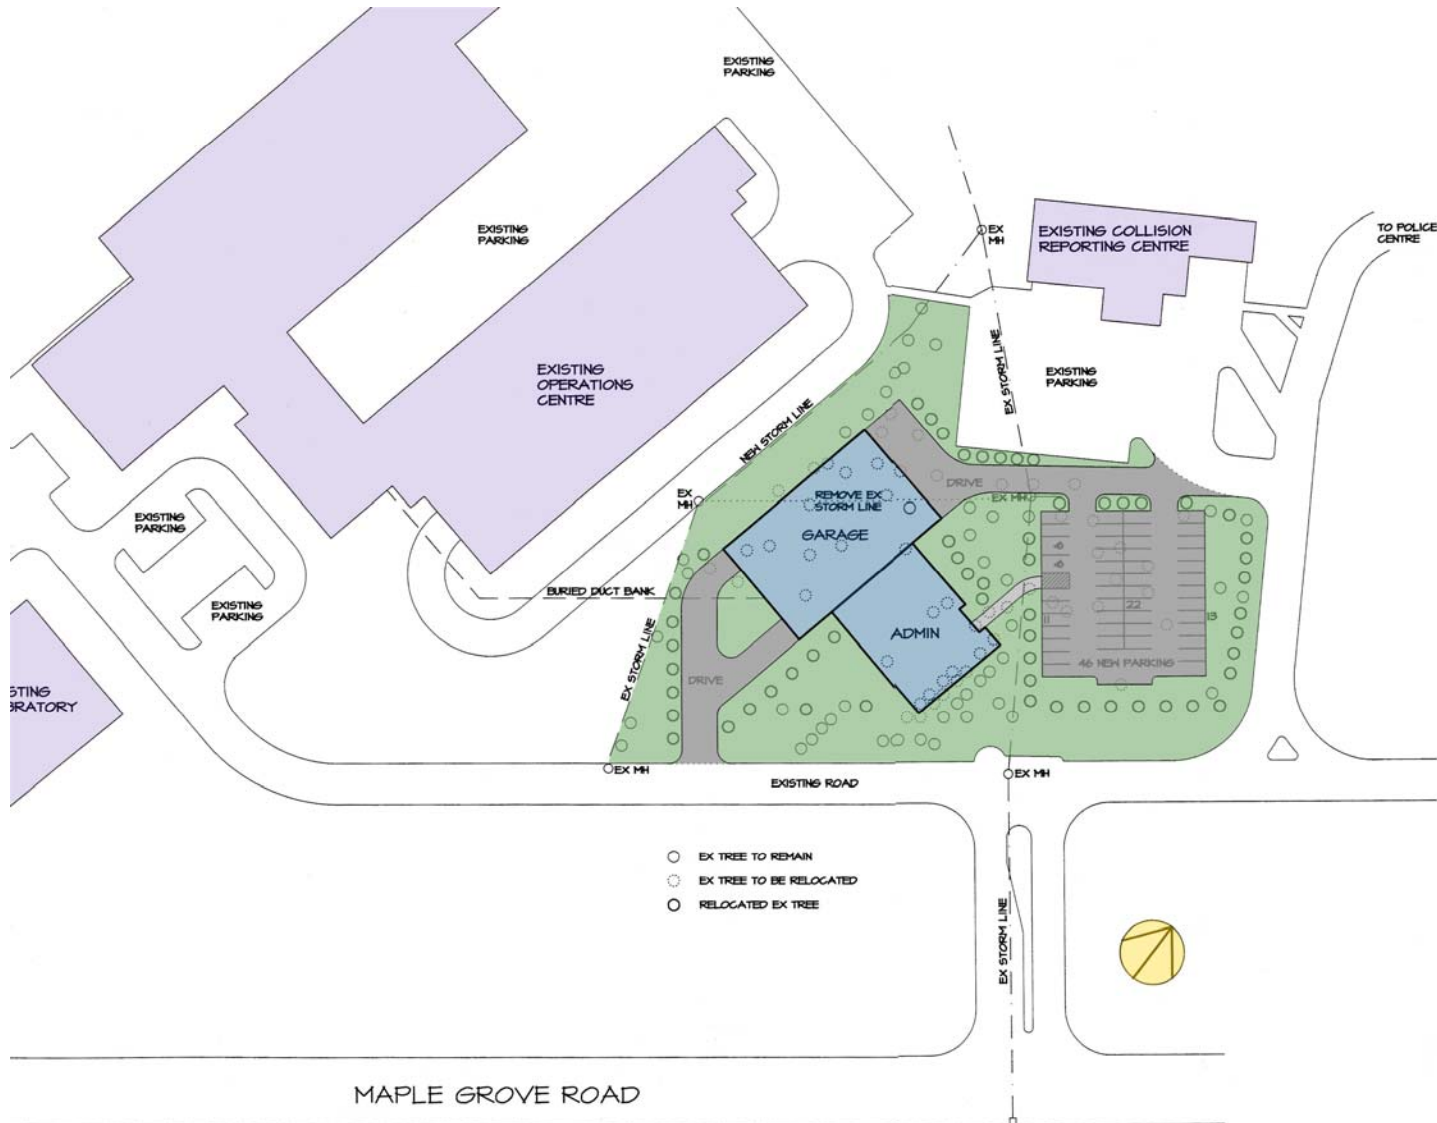 EXISTING
PARKING
EXISTING
PARKING
EX
MH
EXISTING COLLISION
REPORTING CENTRE
TO POLICE
CENTRE
EX STORM LINE
EXISTING
PARKING
EXISTING
OPERATIONS
CENTRE
NEW STORM LINE
EX
MH
REMOVE EX
STORM LINE
GARAGE
DRIVE
EX MH
EXISTING
PARKING
EXISTING
PARKING
BURIED DUCT BANK
EX STORM LINE
ADMIN
11
22
13
46 NEW PARKING
DRIVE
STING
BRATORY
EX MH
EXISTING ROAD
EX MH
EX TREE TO REMAIN
EX TREE TO BE RELOCATED
RELOCATED EX TREE
EX STORM LINE
MAPLE GROVE ROAD